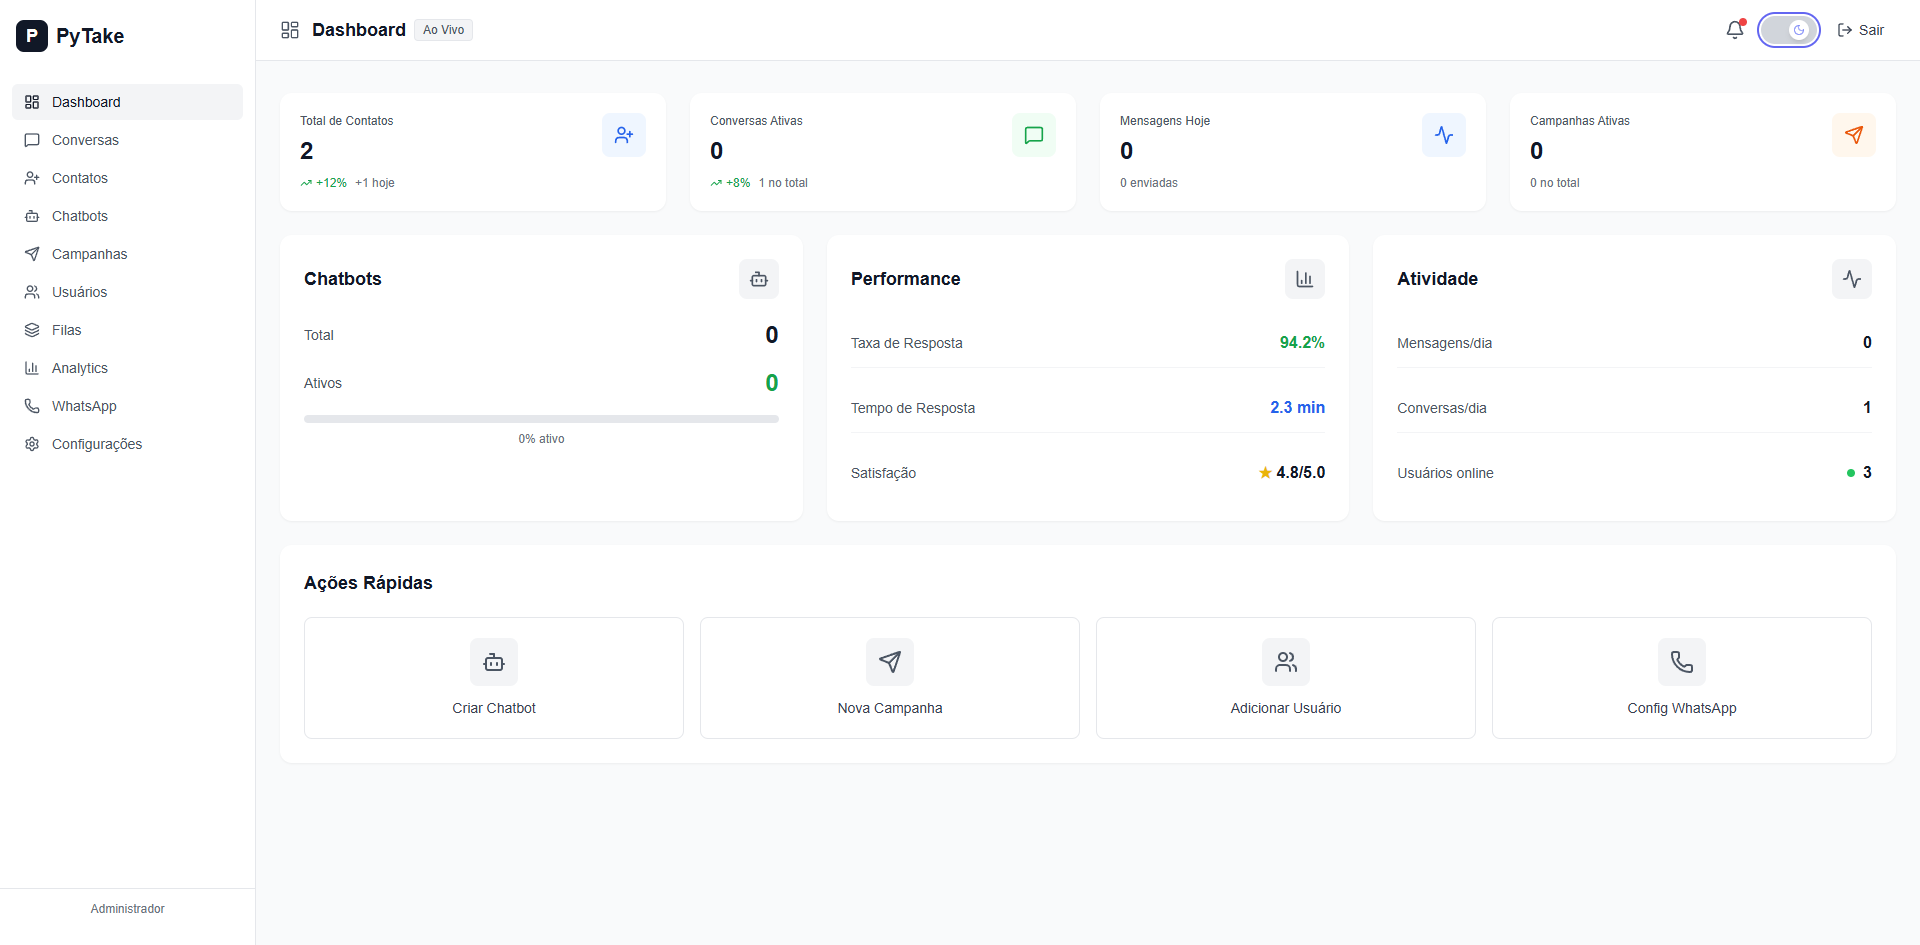 P PyTake
Dashboard
Conversas
Contatos
Chatbots
Campanhas
Usuários
Filas
Analytics
WhatsApp
Configurações
Administrador
Dashboard Ao Vivo
Sair
Total de Contatos
2
+12% +1 hoje
Conversas Ativas
0
+8% 1 no total
Mensagens Hoje
0
0 enviadas
Campanhas Ativas
0
0 no total
Chatbots
Total 0
Ativos 0
0% ativo
Performance
Taxa de Resposta 94.2%
Tempo de Resposta 2.3 min
Satisfação ★ 4.8/5.0
Atividade
Mensagens/dia 0
Conversas/dia 1
Usuários online 3
Ações Rápidas
Criar Chatbot
Nova Campanha
Adicionar Usuário
Config WhatsApp